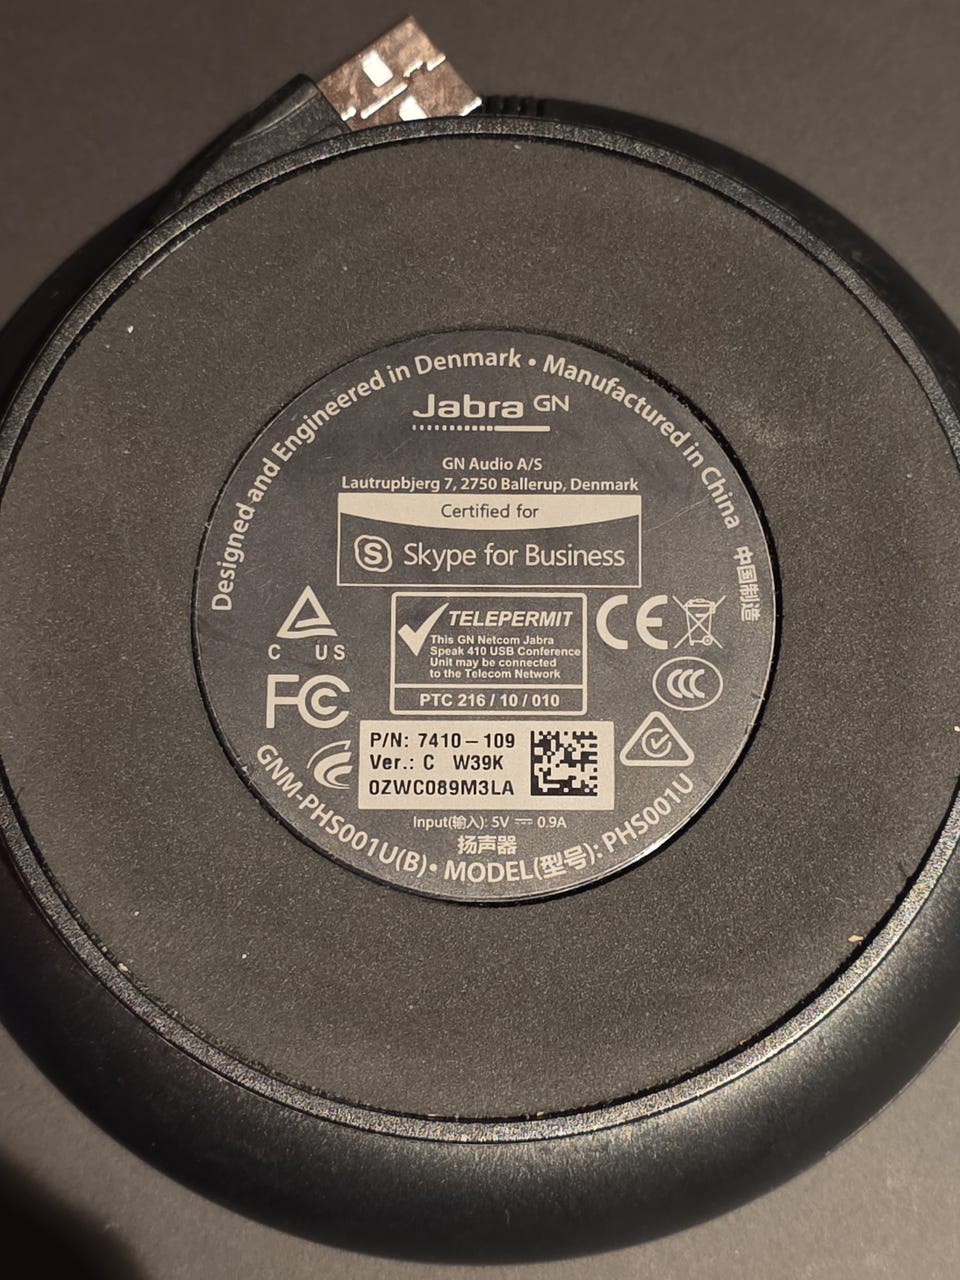 Designed and Engineered in Denmark • Manufactured in China 中国制造
Jabra GN
GN Audio A/S
Lautrupbjerg 7, 2750 Ballerup, Denmark
Certified for
Skype for Business
C US
TELEPERMIT
This GN Netcom Jabra
Speak 410 USB Conference
Unit may be connected
to the Telecom Network
PTC 216 / 10 / 010
CE
FC
CCC
P/N: 7410-109
Ver.: C W39K
0ZWC089M3LA
Input(输入): 5V ⎓ 0.9A
扬声器
GNM-PHS001U(B) • MODEL(型号): PHS001U